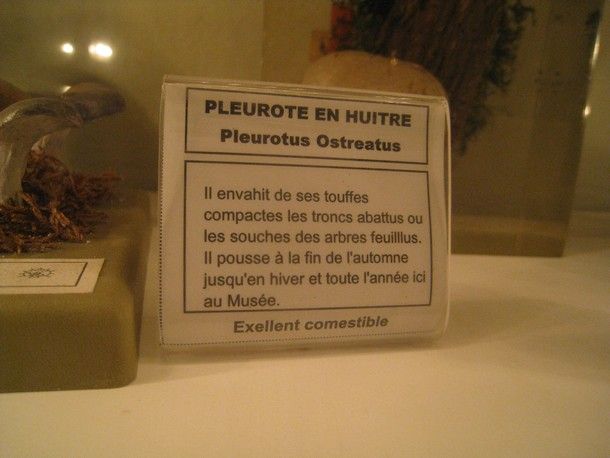 PLEUROTE EN HUITRE
Pleurotus Ostreatus
Il envahit de ses touffes
compactes les troncs abattus ou
les souches des arbres feuilllus.
Il pousse à la fin de l'automne
jusqu'en hiver et toute l'année ici
au Musée.
Exellent comestible